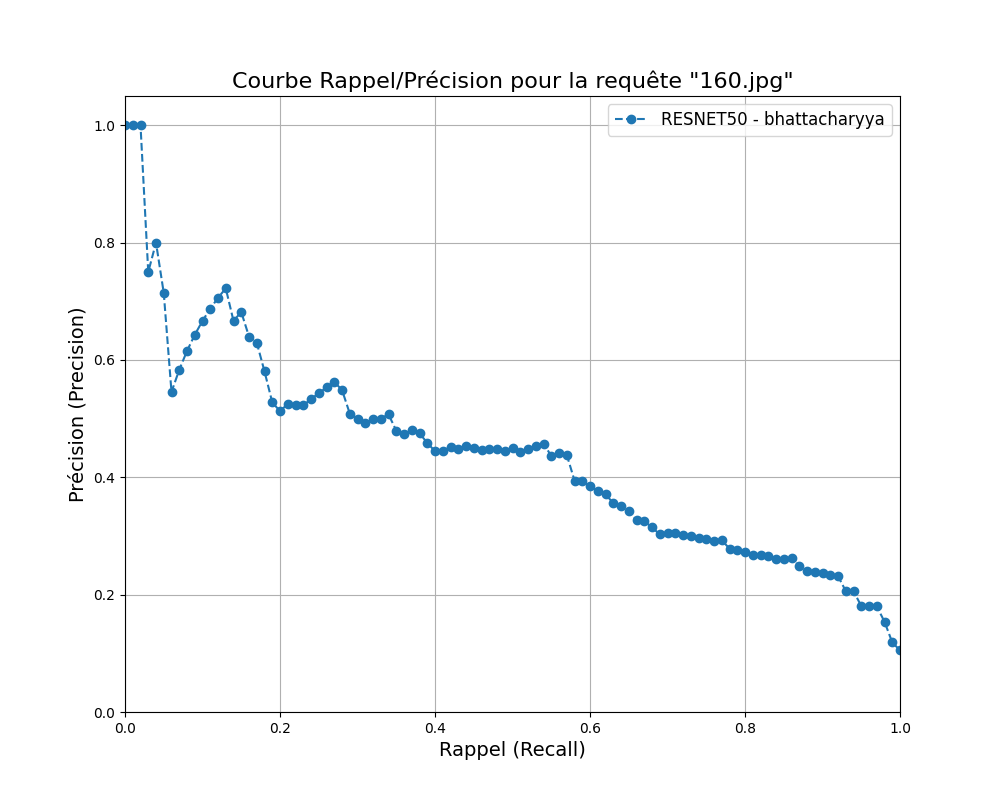 Courbe Rappel/Précision pour la requête "160.jpg"
RESNET50 - bhattacharyya
Précision (Precision)
1.0
0.8
0.6
0.4
0.2
0.0
0.0 0.2 0.4 0.6 0.8 1.0
Rappel (Recall)